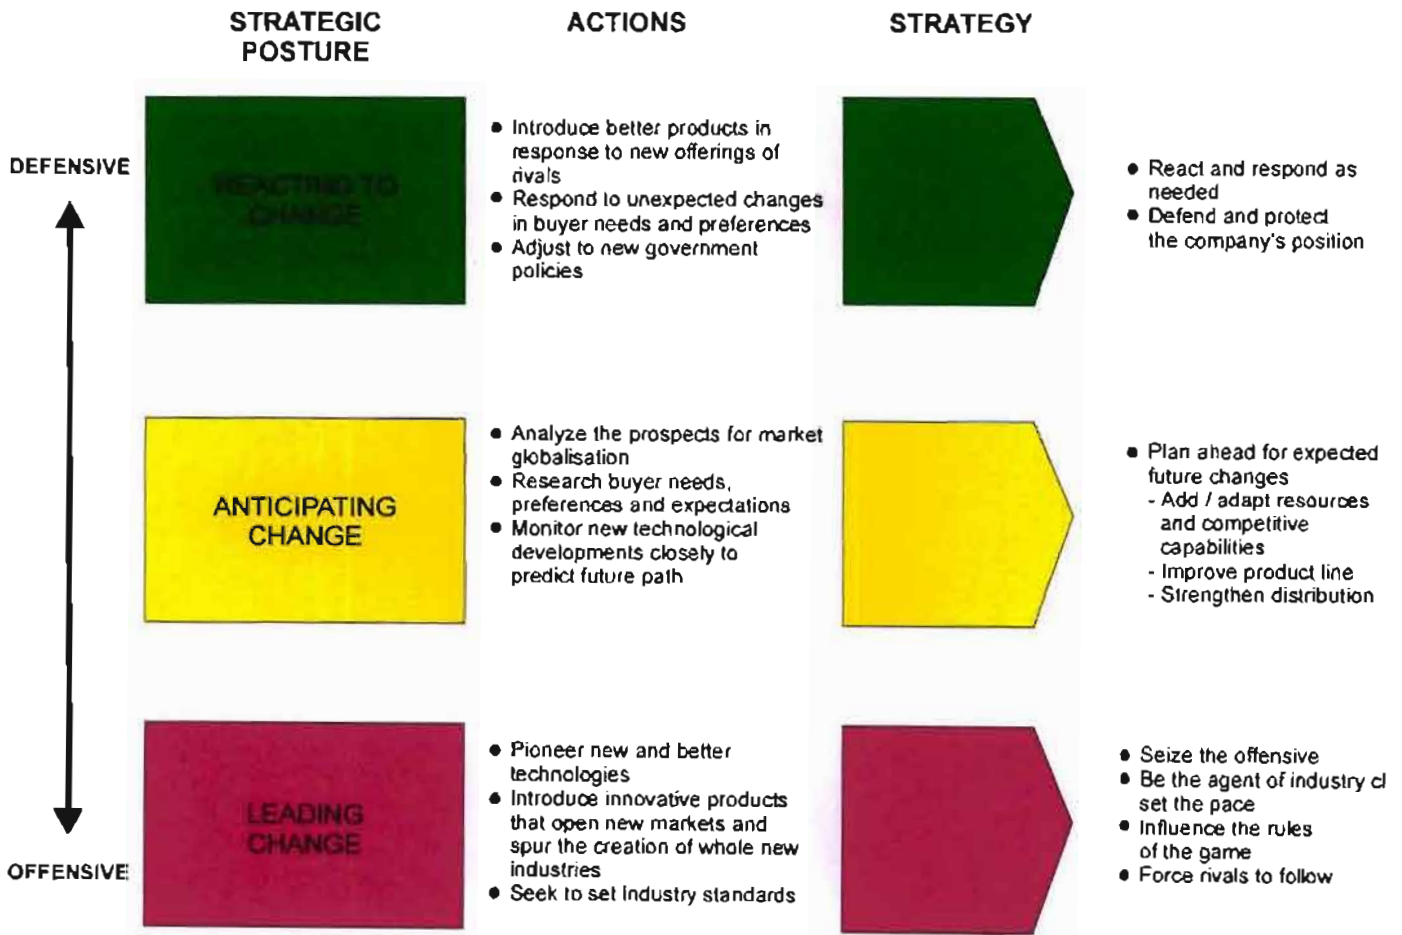 STRATEGIC
POSTURE
ACTIONS
STRATEGY
DEFENSIVE
REACTING TO
CHANGE
● Introduce better products in
response to new offerings of
rivals
● Respond to unexpected changes
in buyer needs and preferences
● Adjust to new government
policies
● React and respond as
needed
● Defend and protect
the company's position
ANTICIPATING
CHANGE
● Analyze the prospects for market
globalisation
● Research buyer needs,
preferences and expectations
● Monitor new technological
developments closely to
predict future path
● Plan ahead for expected
future changes
- Add / adapt resources
and competitive
capabilities
- Improve product line
- Strengthen distribution
OFFENSIVE
LEADING
CHANGE
● Pioneer new and better
technologies
● Introduce innovative products
that open new markets and
spur the creation of whole new
industries
● Seek to set industry standards
● Seize the offensive
● Be the agent of industry
set the pace
● Influence the rules
of the game
● Force rivals to follow